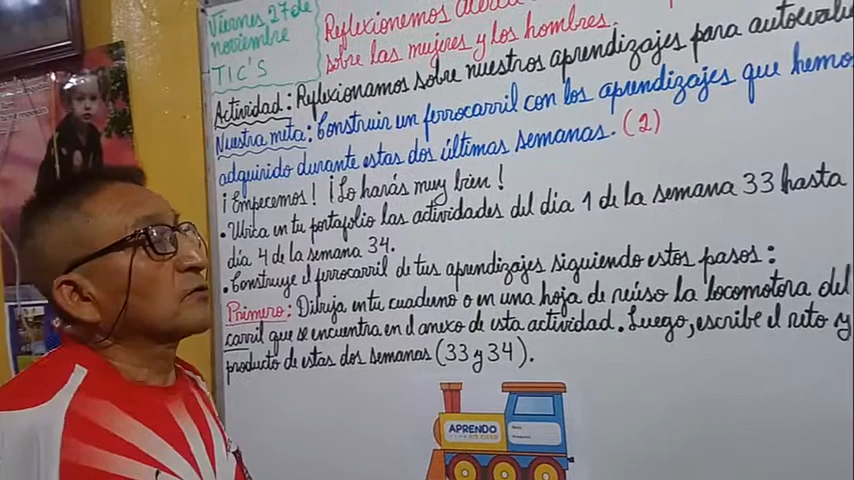 Viernes 27 de
noviembre
TIC'S
Reflexionemos
sobre las mujeres y los hombres
Actividad: Reflexionamos sobre nuestros aprendizajes para
Nuestra meta: Construir un ferrocarril con los aprendizajes que hemo
adquirido durante estas dos últimas semanas. (2)
¡Empecemos! ¡Lo harás muy bien!
• Ubica en tu portafolio las actividades del día 1 de la semana 33 hasta
día 4 de la semana 34.
• Construye el ferrocarril de tus aprendizajes siguiendo estos pasos:
Primero: Dibuja en tu cuaderno o en una hoja de reúso la locomotora del
carril que se encuentra en el anexo de esta actividad. Luego, escribe el reto y
producto de estas dos semanas (33 y 34).
APRENDO